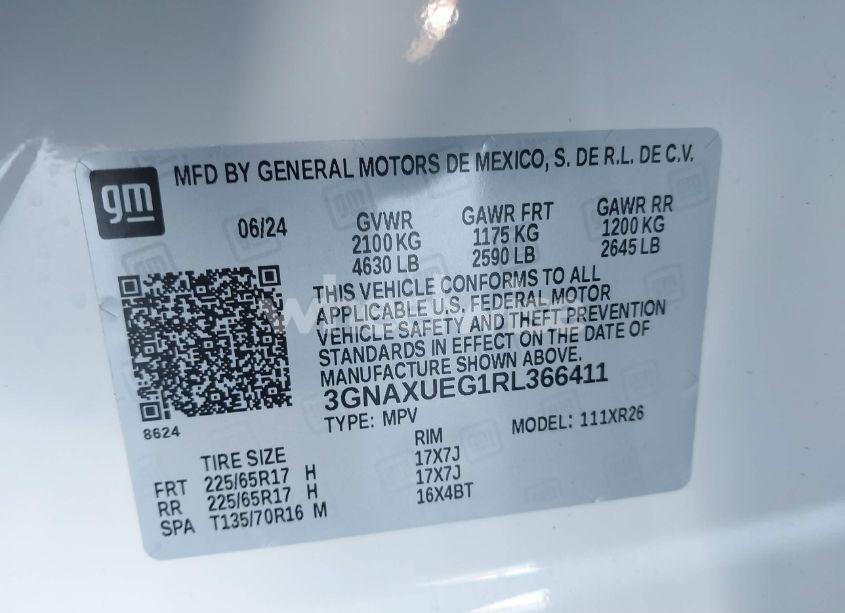 gm
MFD BY GENERAL MOTORS DE MEXICO, S. DE R.L. DE C.V.
06/24
GVWR GAWR FRT GAWR RR
2100 KG 1175 KG 1200 KG
4630 LB 2590 LB 2645 LB
THIS VEHICLE CONFORMS TO ALL
APPLICABLE U.S. FEDERAL MOTOR
VEHICLE SAFETY AND THEFT PREVENTION
STANDARDS IN EFFECT ON THE DATE OF
MANUFACTURE SHOWN ABOVE.
3GNAXUEG1RL366411
TYPE: MPV MODEL: 111XR26
8624
TIRE SIZE RIM
FRT 225/65R17 H 17X7J
RR 225/65R17 H 17X7J
SPA T135/70R16 M 16X4BT